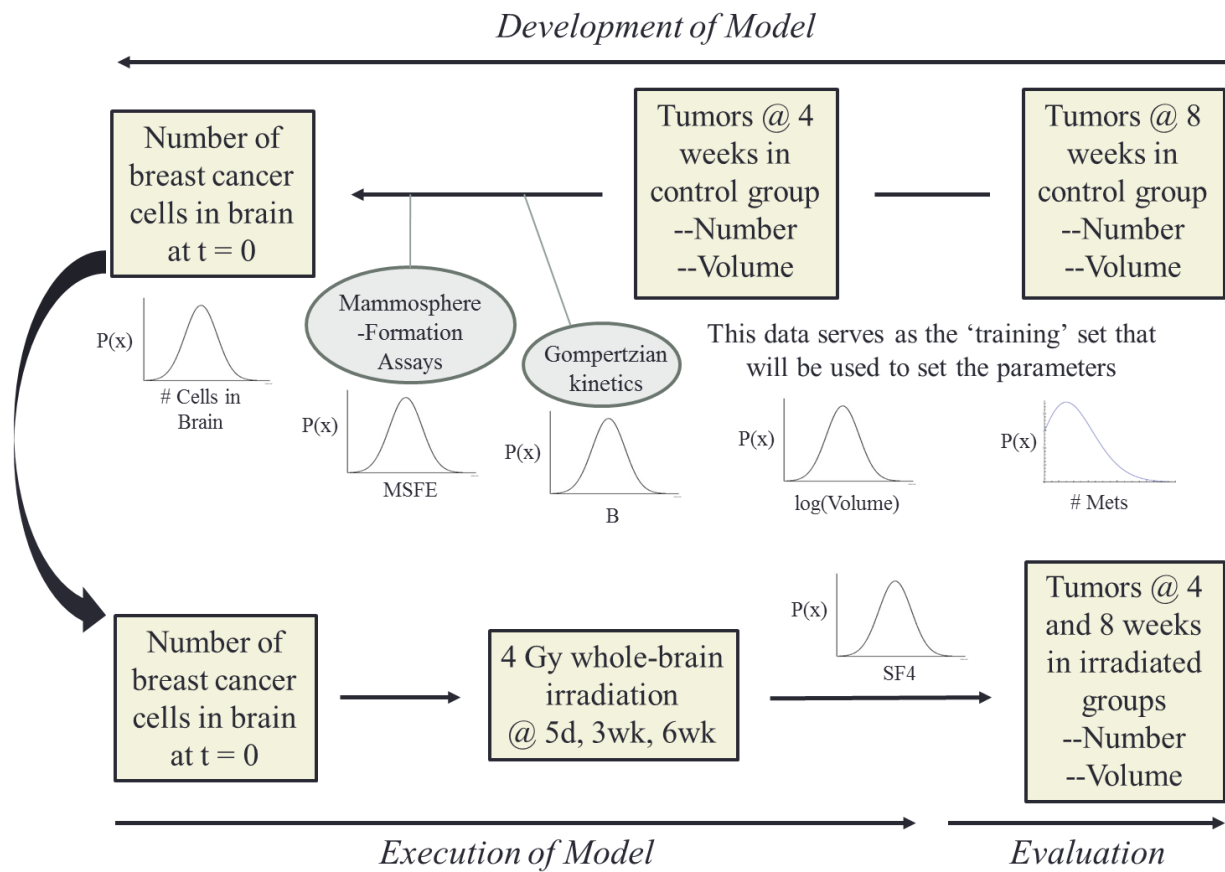 Development of Model
Number of
breast cancer
cells in brain
at t = 0
Tumors @ 4
weeks in
control group
--Number
--Volume
Tumors @ 8
weeks in
control group
--Number
--Volume
P(x)
# Cells in
Brain
Mammosphere
-Formation
Assays
P(x)
MSFE
Gompertzian
kinetics
P(x)
B
This data serves as the ‘training’ set that
will be used to set the parameters
P(x)
log(Volume)
P(x)
# Mets
Number of
breast cancer
cells in brain
at t = 0
4 Gy whole-brain
irradiation
@ 5d, 3wk, 6wk
P(x)
SF4
Tumors @ 4
and 8 weeks
in irradiated
groups
--Number
--Volume
Execution of Model
Evaluation